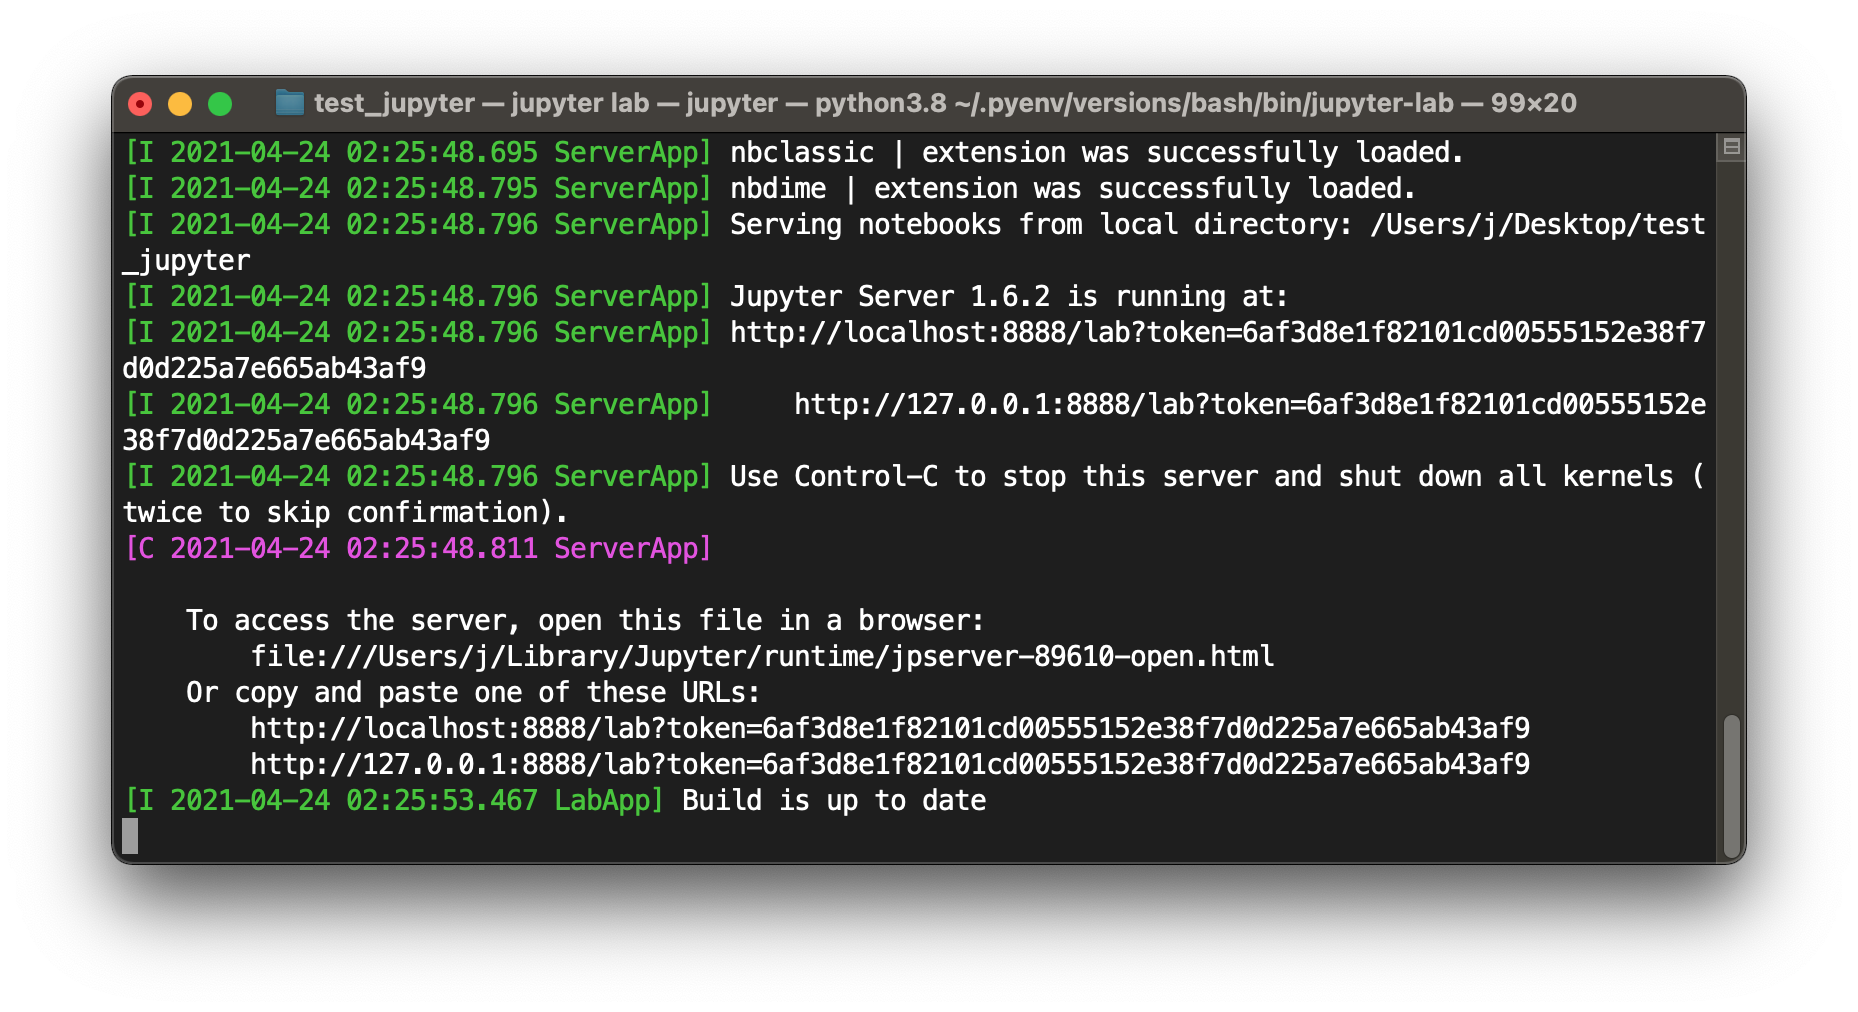 test_jupyter — jupyter lab — jupyter — python3.8 ~/.pyenv/versions/bash/bin/jupyter-lab — 99×20
[I 2021-04-24 02:25:48.695 ServerApp] nbclassic | extension was successfully loaded.
[I 2021-04-24 02:25:48.795 ServerApp] nbdime | extension was successfully loaded.
[I 2021-04-24 02:25:48.796 ServerApp] Serving notebooks from local directory: /Users/j/Desktop/test
_jupyter
[I 2021-04-24 02:25:48.796 ServerApp] Jupyter Server 1.6.2 is running at:
[I 2021-04-24 02:25:48.796 ServerApp] http://localhost:8888/lab?token=6af3d8e1f82101cd00555152e38f7
d0d225a7e665ab43af9
[I 2021-04-24 02:25:48.796 ServerApp]     http://127.0.0.1:8888/lab?token=6af3d8e1f82101cd00555152e
38f7d0d225a7e665ab43af9
[I 2021-04-24 02:25:48.796 ServerApp] Use Control-C to stop this server and shut down all kernels (
twice to skip confirmation).
[C 2021-04-24 02:25:48.811 ServerApp]
    To access the server, open this file in a browser:
        file:///Users/j/Library/Jupyter/runtime/jpserver-89610-open.html
    Or copy and paste one of these URLs:
        http://localhost:8888/lab?token=6af3d8e1f82101cd00555152e38f7d0d225a7e665ab43af9
        http://127.0.0.1:8888/lab?token=6af3d8e1f82101cd00555152e38f7d0d225a7e665ab43af9
[I 2021-04-24 02:25:53.467 LabApp] Build is up to date